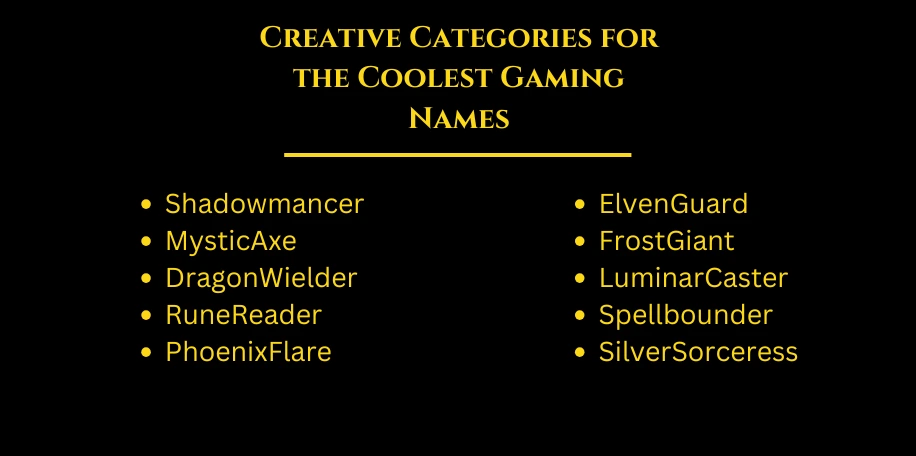 Creative Categories for
the Coolest Gaming
Names
• Shadowmancer
• MysticAxe
• DragonWielder
• RuneReader
• PhoenixFlare
• ElvenGuard
• FrostGiant
• LuminarCaster
• Spellbounder
• SilverSorceress